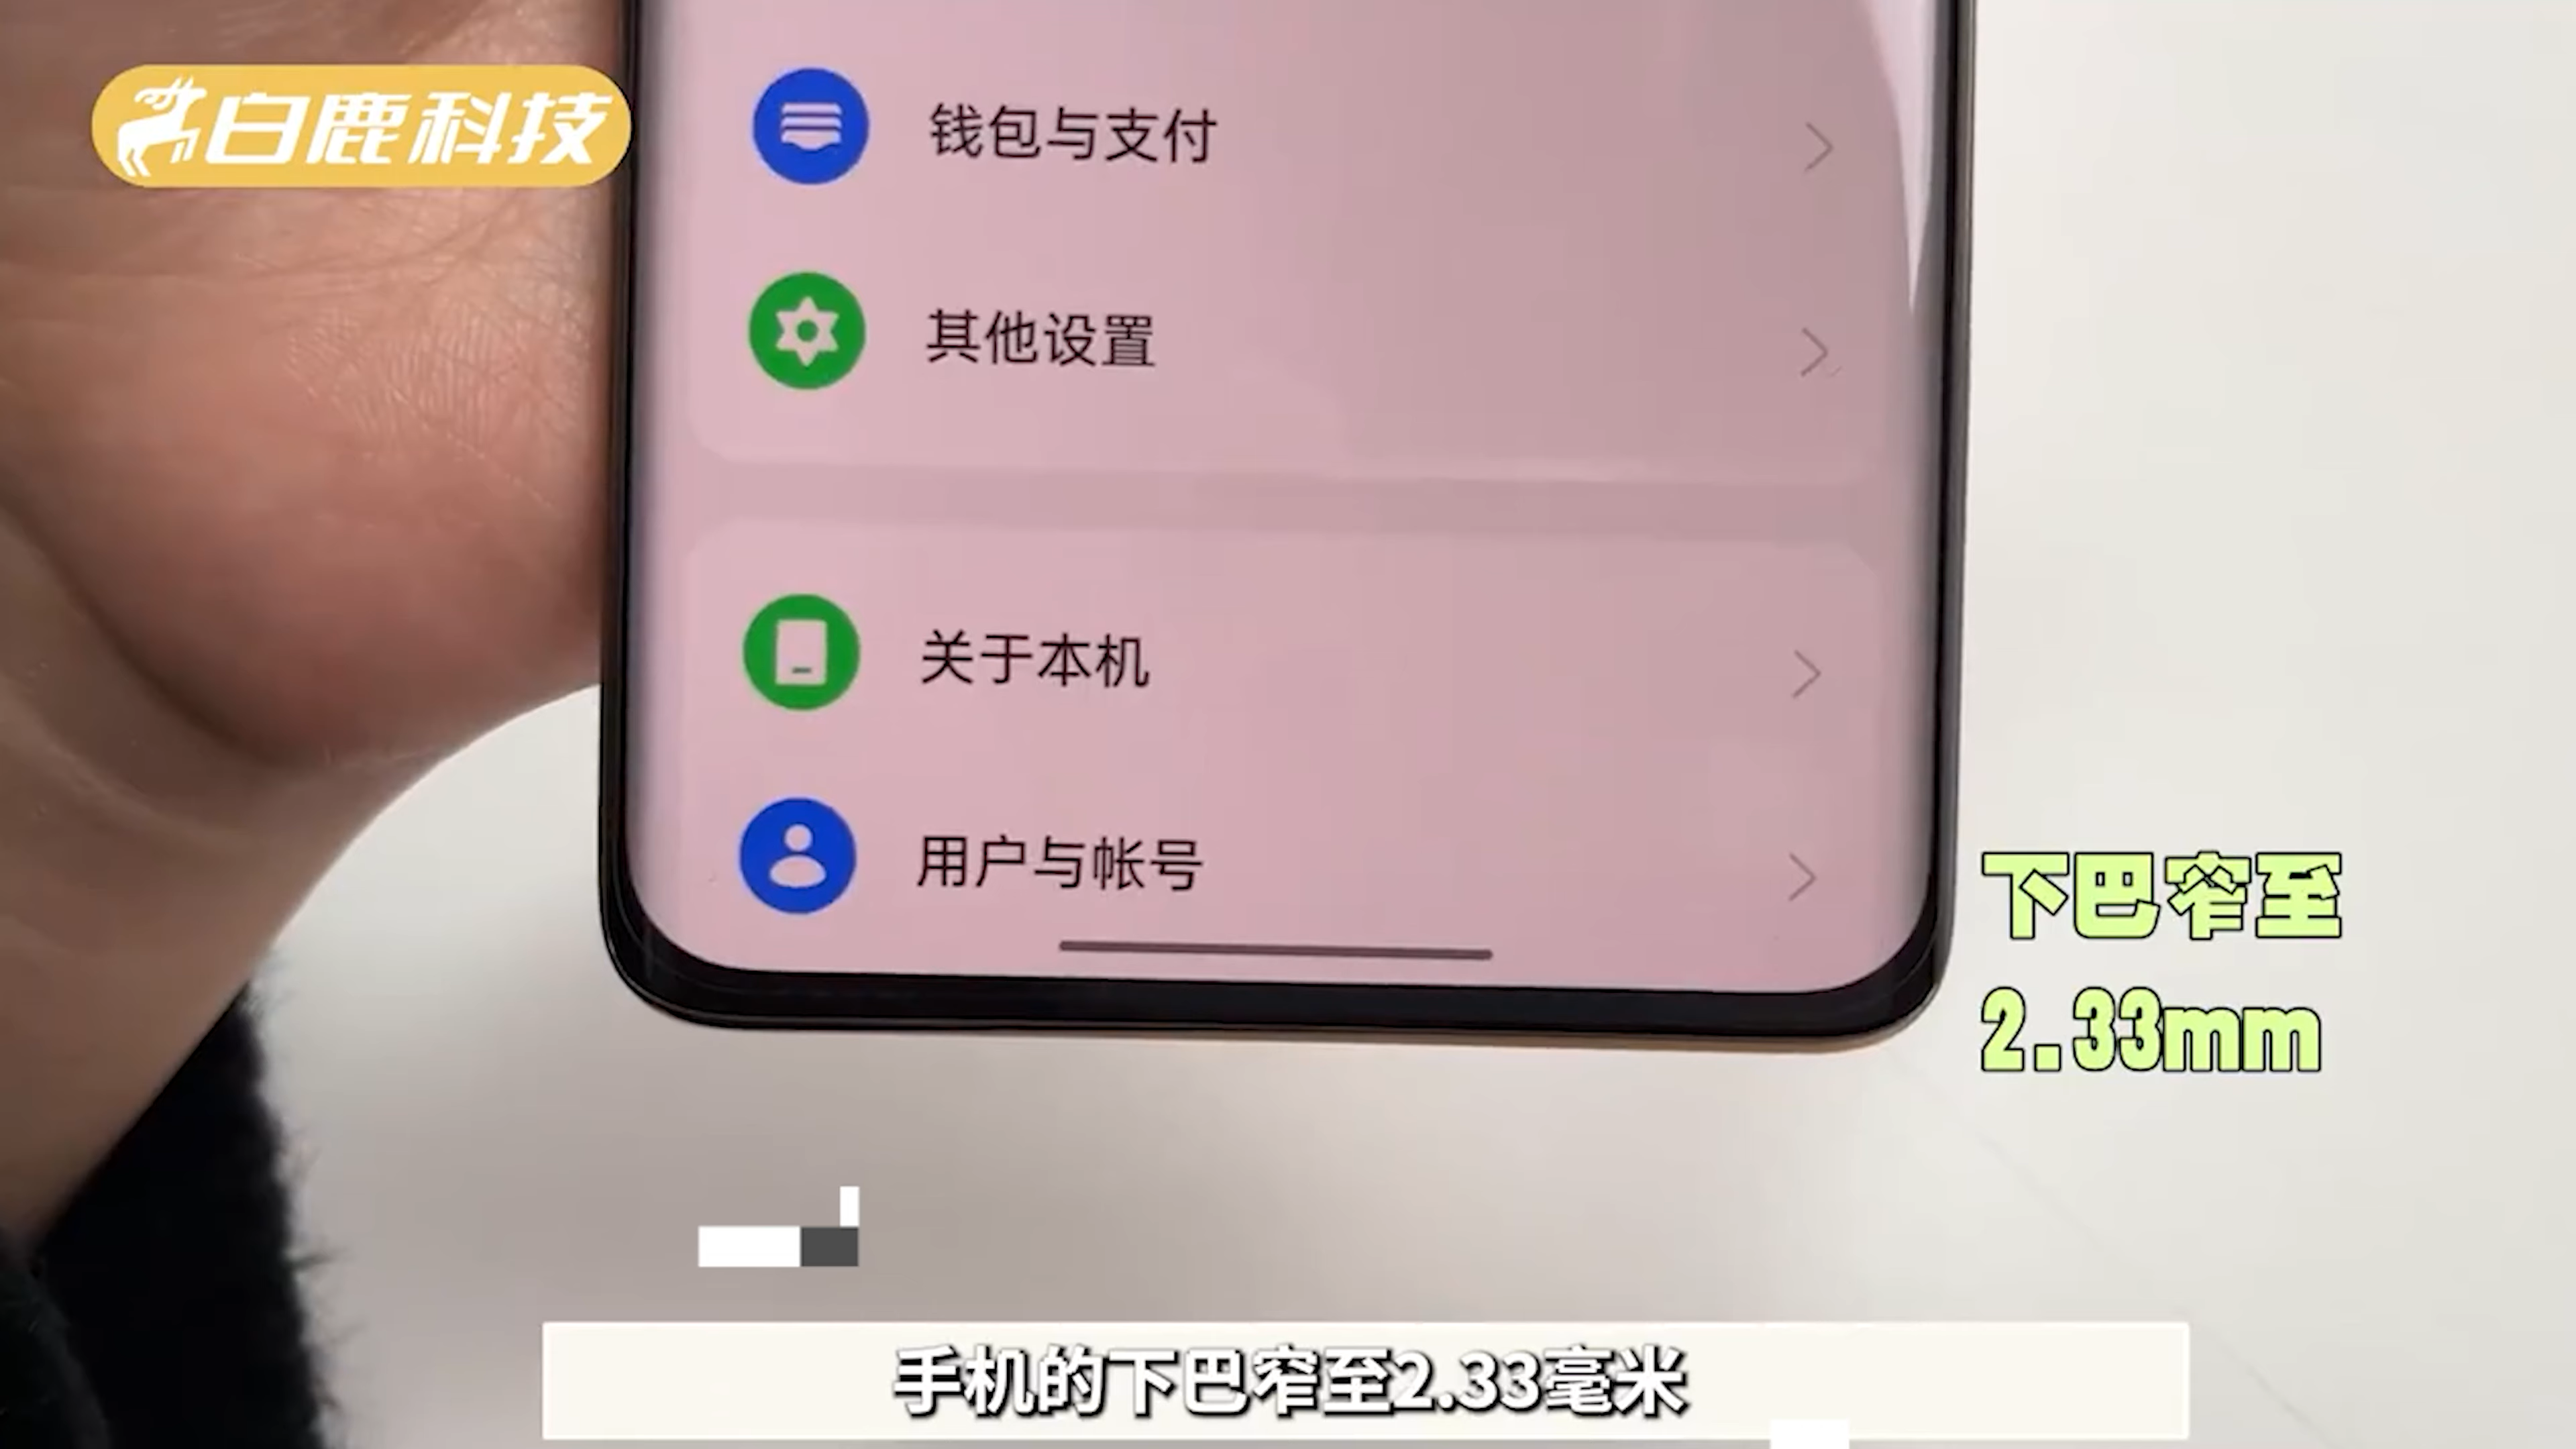 白鹿科技
钱包与支付
其他设置
关于本机
用户与帐号
下巴窄至
2.33mm
手机的下巴窄至2.33毫米